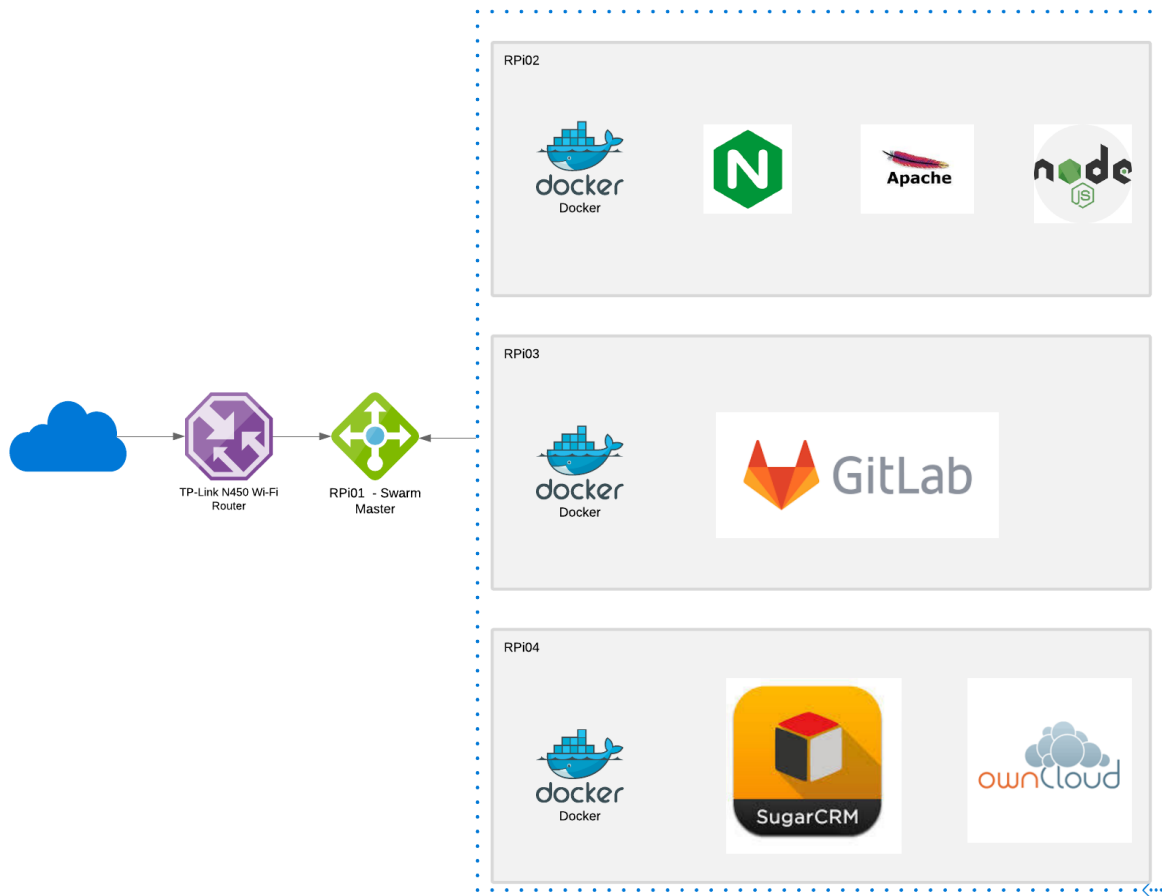 RPi02
docker
Docker
N
Apache
node
JS
RPi03
docker
Docker
GitLab
TP-Link N450 Wi-Fi
Router
RPi01 - Swarm
Master
RPi04
docker
Docker
SugarCRM
ownCloud